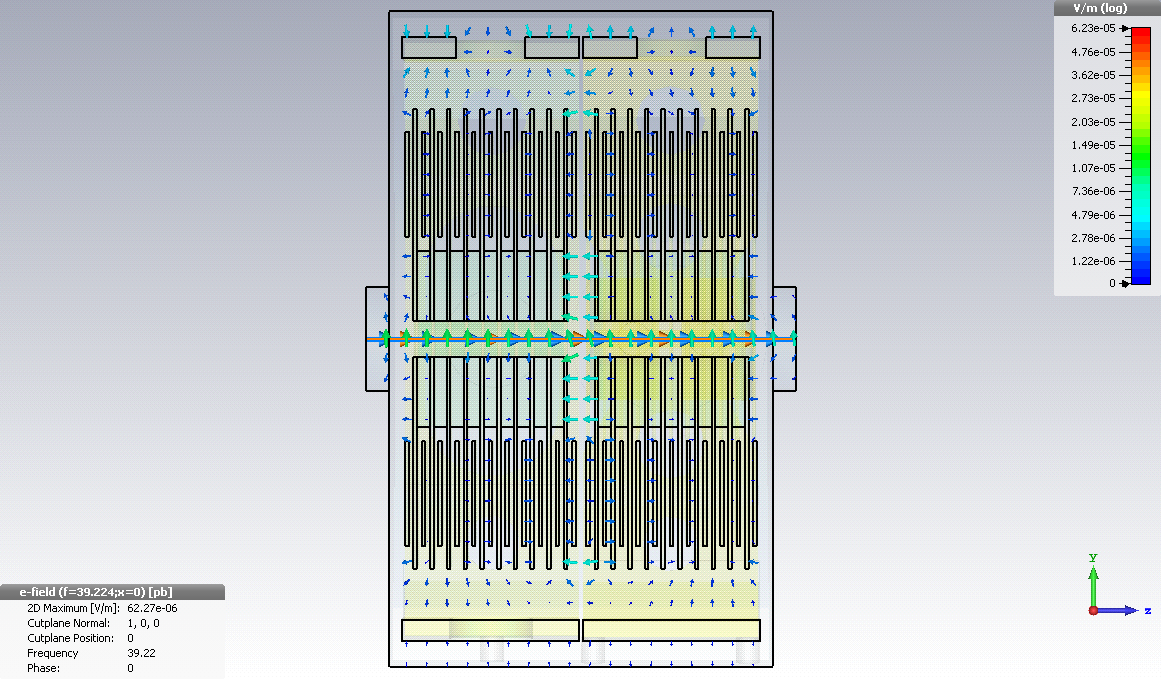 V/m (log)
6.23e-05
4.76e-05
3.62e-05
2.73e-05
2.03e-05
1.49e-05
1.07e-05
7.36e-06
4.79e-06
2.78e-06
1.22e-06
0
Y
z
e-field (f=39.224;x=0) [pb]
2D Maximum [V/m]: 62.27e-06
Cutplane Normal: 1, 0, 0
Cutplane Position: 0
Frequency 39.22
Phase: 0